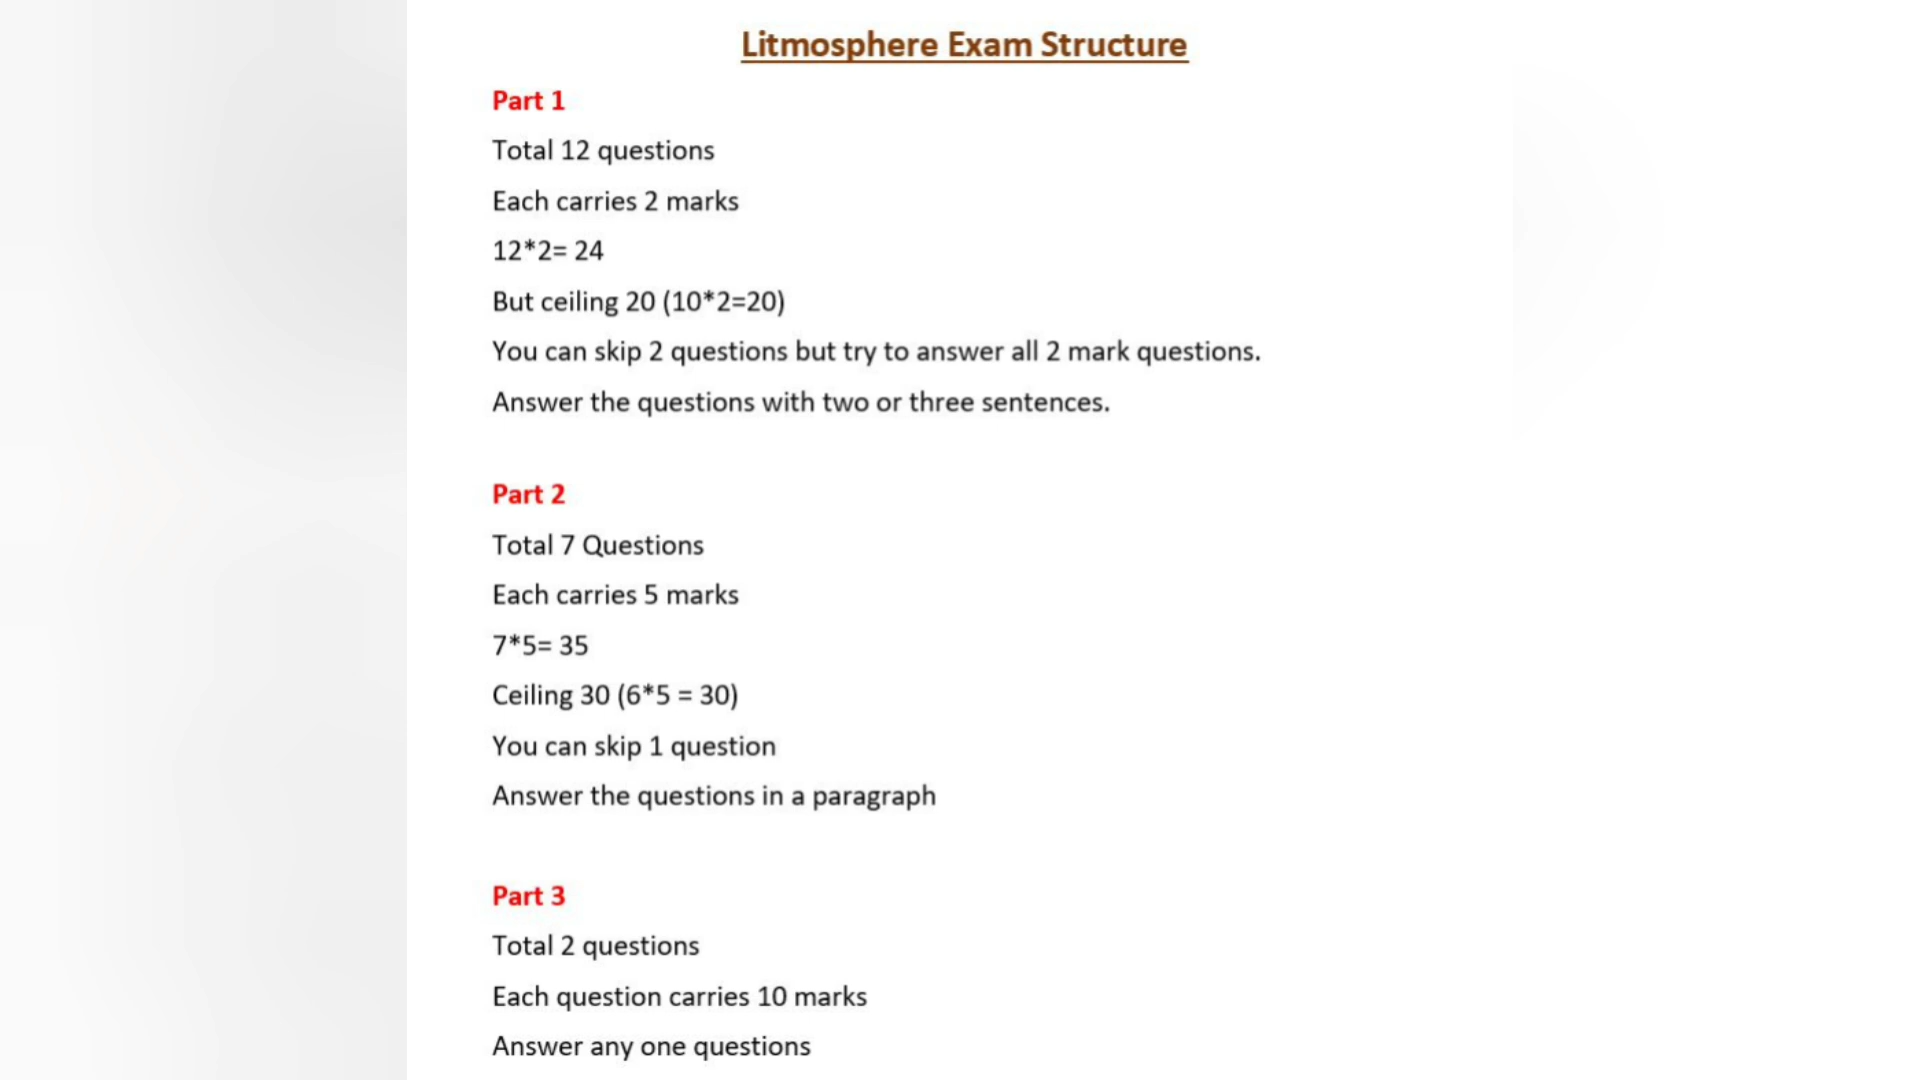 Litmosphere Exam Structure
Part 1
Total 12 questions
Each carries 2 marks
12*2= 24
But ceiling 20 (10*2=20)
You can skip 2 questions but try to answer all 2 mark questions.
Answer the questions with two or three sentences.
Part 2
Total 7 Questions
Each carries 5 marks
7*5= 35
Ceiling 30 (6*5 = 30)
You can skip 1 question
Answer the questions in a paragraph
Part 3
Total 2 questions
Each question carries 10 marks
Answer any one questions